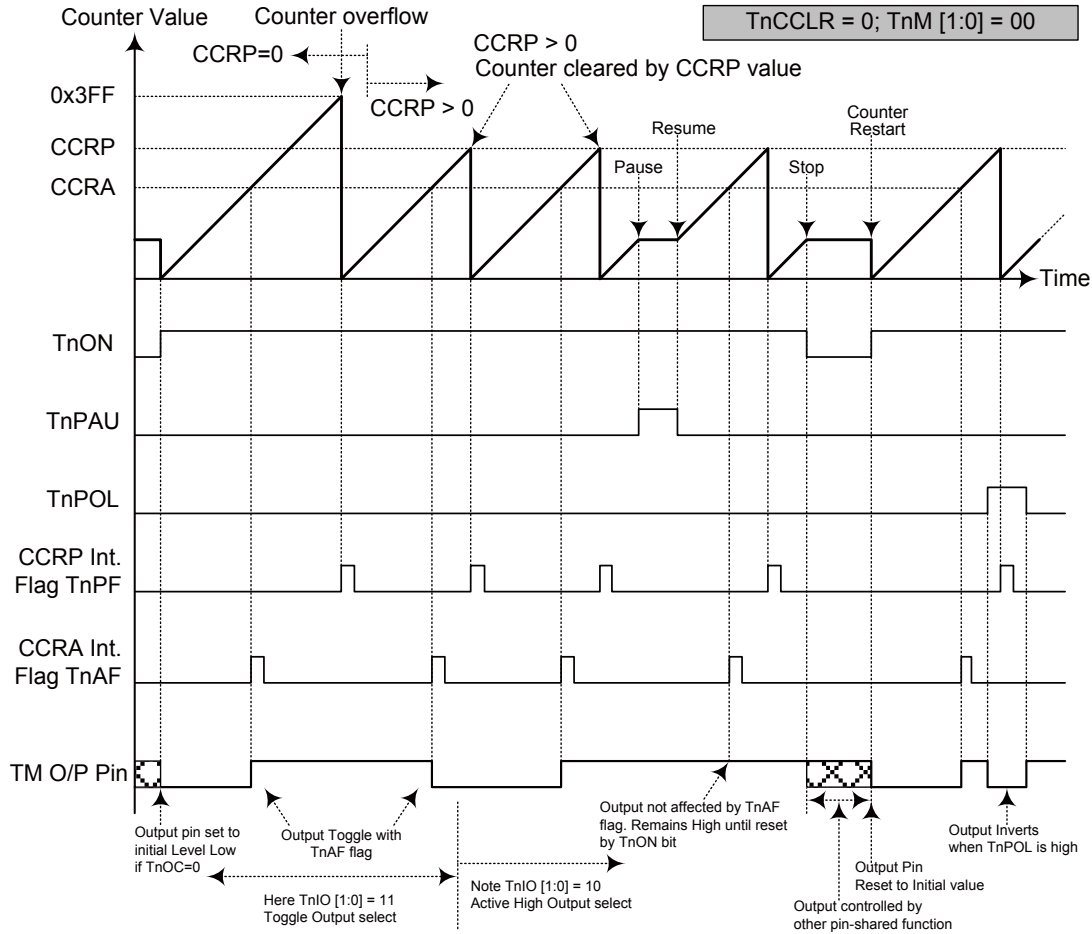 Counter Value
Counter overflow
TnCCLR = 0; TnM [1:0] = 00
CCRP=0
CCRP > 0
CCRP > 0
Counter cleared by CCRP value
0x3FF
CCRP
CCRA
Pause
Resume
Stop
Counter
Restart
Time
TnON
TnPAU
TnPOL
CCRP Int.
Flag TnPF
CCRA Int.
Flag TnAF
TM O/P Pin
Output pin set to
initial Level Low
if TnOC=0
Output Toggle with
TnAF flag
Output not affected by TnAF
flag. Remains High until reset
by TnON bit
Output Inverts
when TnPOL is high
Output Pin
Reset to Initial value
Here TnIO [1:0] = 11
Toggle Output select
Note TnIO [1:0] = 10
Active High Output select
Output controlled by
other pin-shared function